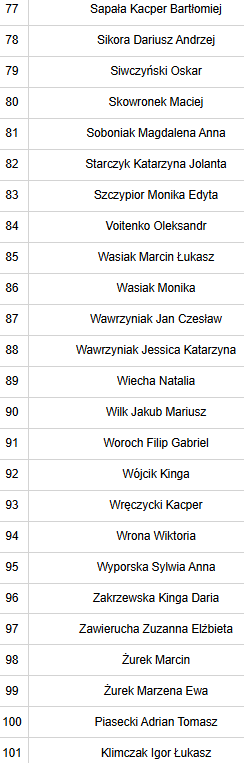 77 Sapała Kacper Bartłomiej
78 Sikora Dariusz Andrzej
79 Siwczyński Oskar
80 Skowronek Maciej
81 Soboniak Magdalena Anna
82 Starczyk Katarzyna Jolanta
83 Szczypior Monika Edyta
84 Voitenko Oleksandr
85 Wasiak Marcin Łukasz
86 Wasiak Monika
87 Wawrzyniak Jan Czesław
88 Wawrzyniak Jessica Katarzyna
89 Wiecha Natalia
90 Wilk Jakub Mariusz
91 Woroch Filip Gabriel
92 Wójcik Kinga
93 Wręczycki Kacper
94 Wrona Wiktoria
95 Wyporska Sylwia Anna
96 Zakrzewska Kinga Daria
97 Zawierucha Zuzanna Elżbieta
98 Żurek Marcin
99 Żurek Marzena Ewa
100 Piasecki Adrian Tomasz
101 Klimczak Igor Łukasz